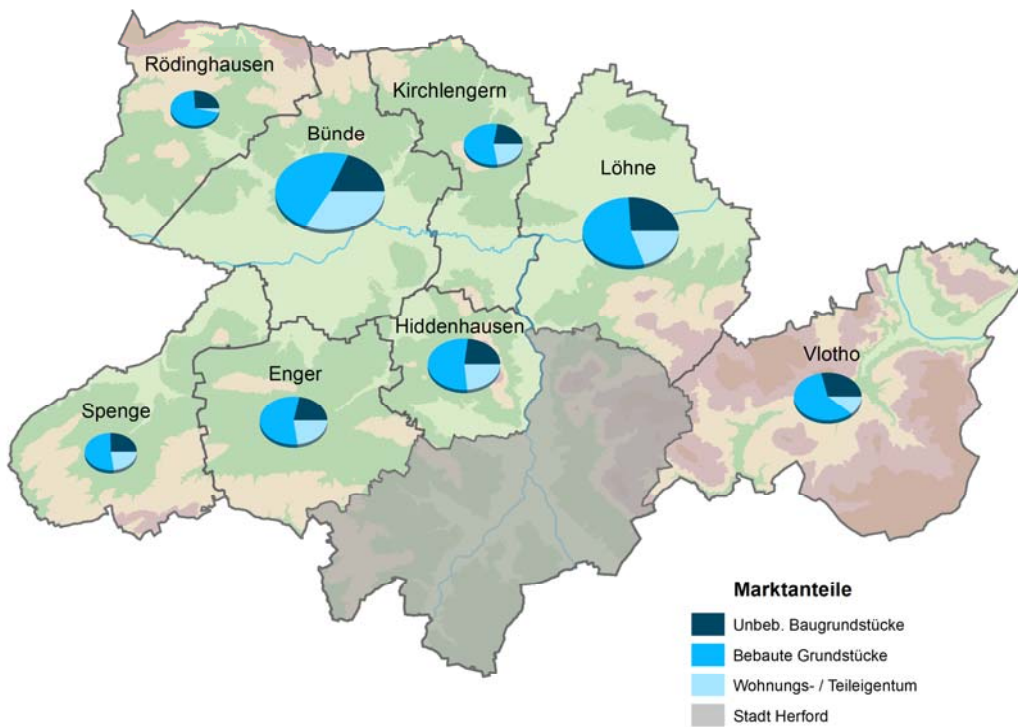 Rödinghausen
Kirchlengern
Bünde
Löhne
Hiddenhausen
Vlotho
Enger
Spenge
Marktanteile
Unbeb. Baugrundstücke
Bebaute Grundstücke
Wohnungs- / Teileigentum
Stadt Herford